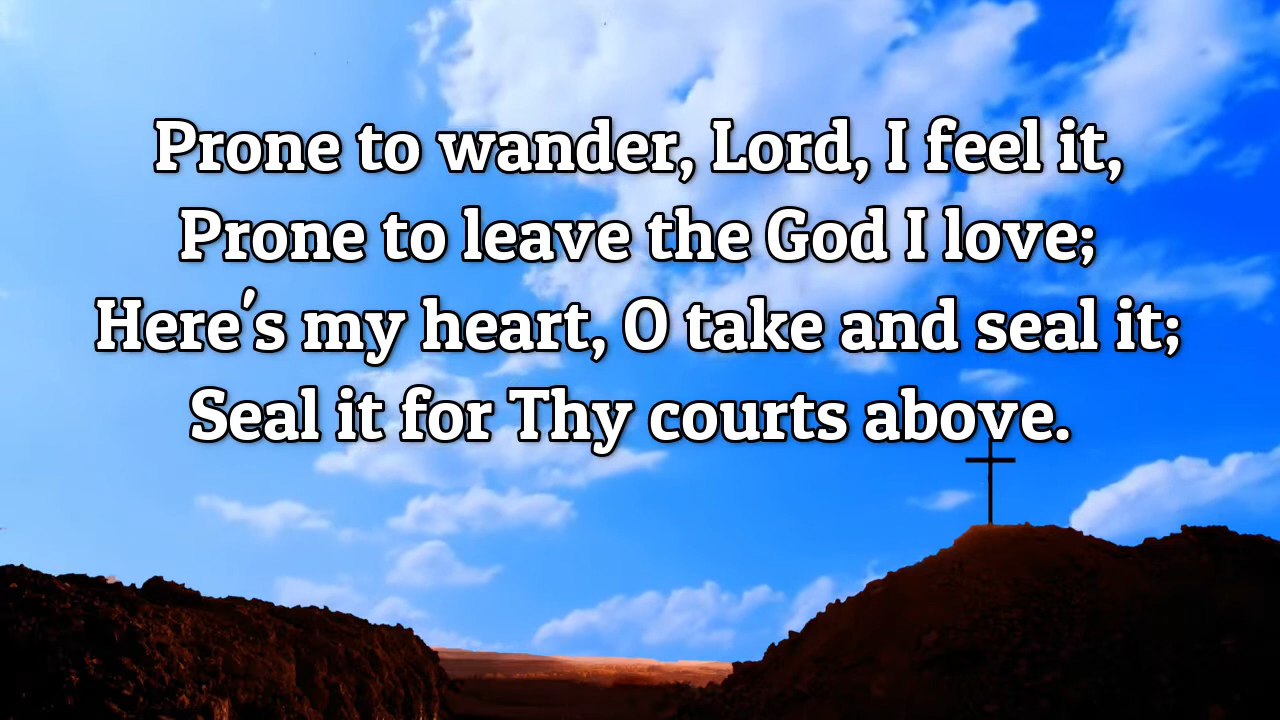 Prone to wander, Lord, I feel it,
Prone to leave the God I love;
Here's my heart, O take and seal it;
Seal it for Thy courts above.